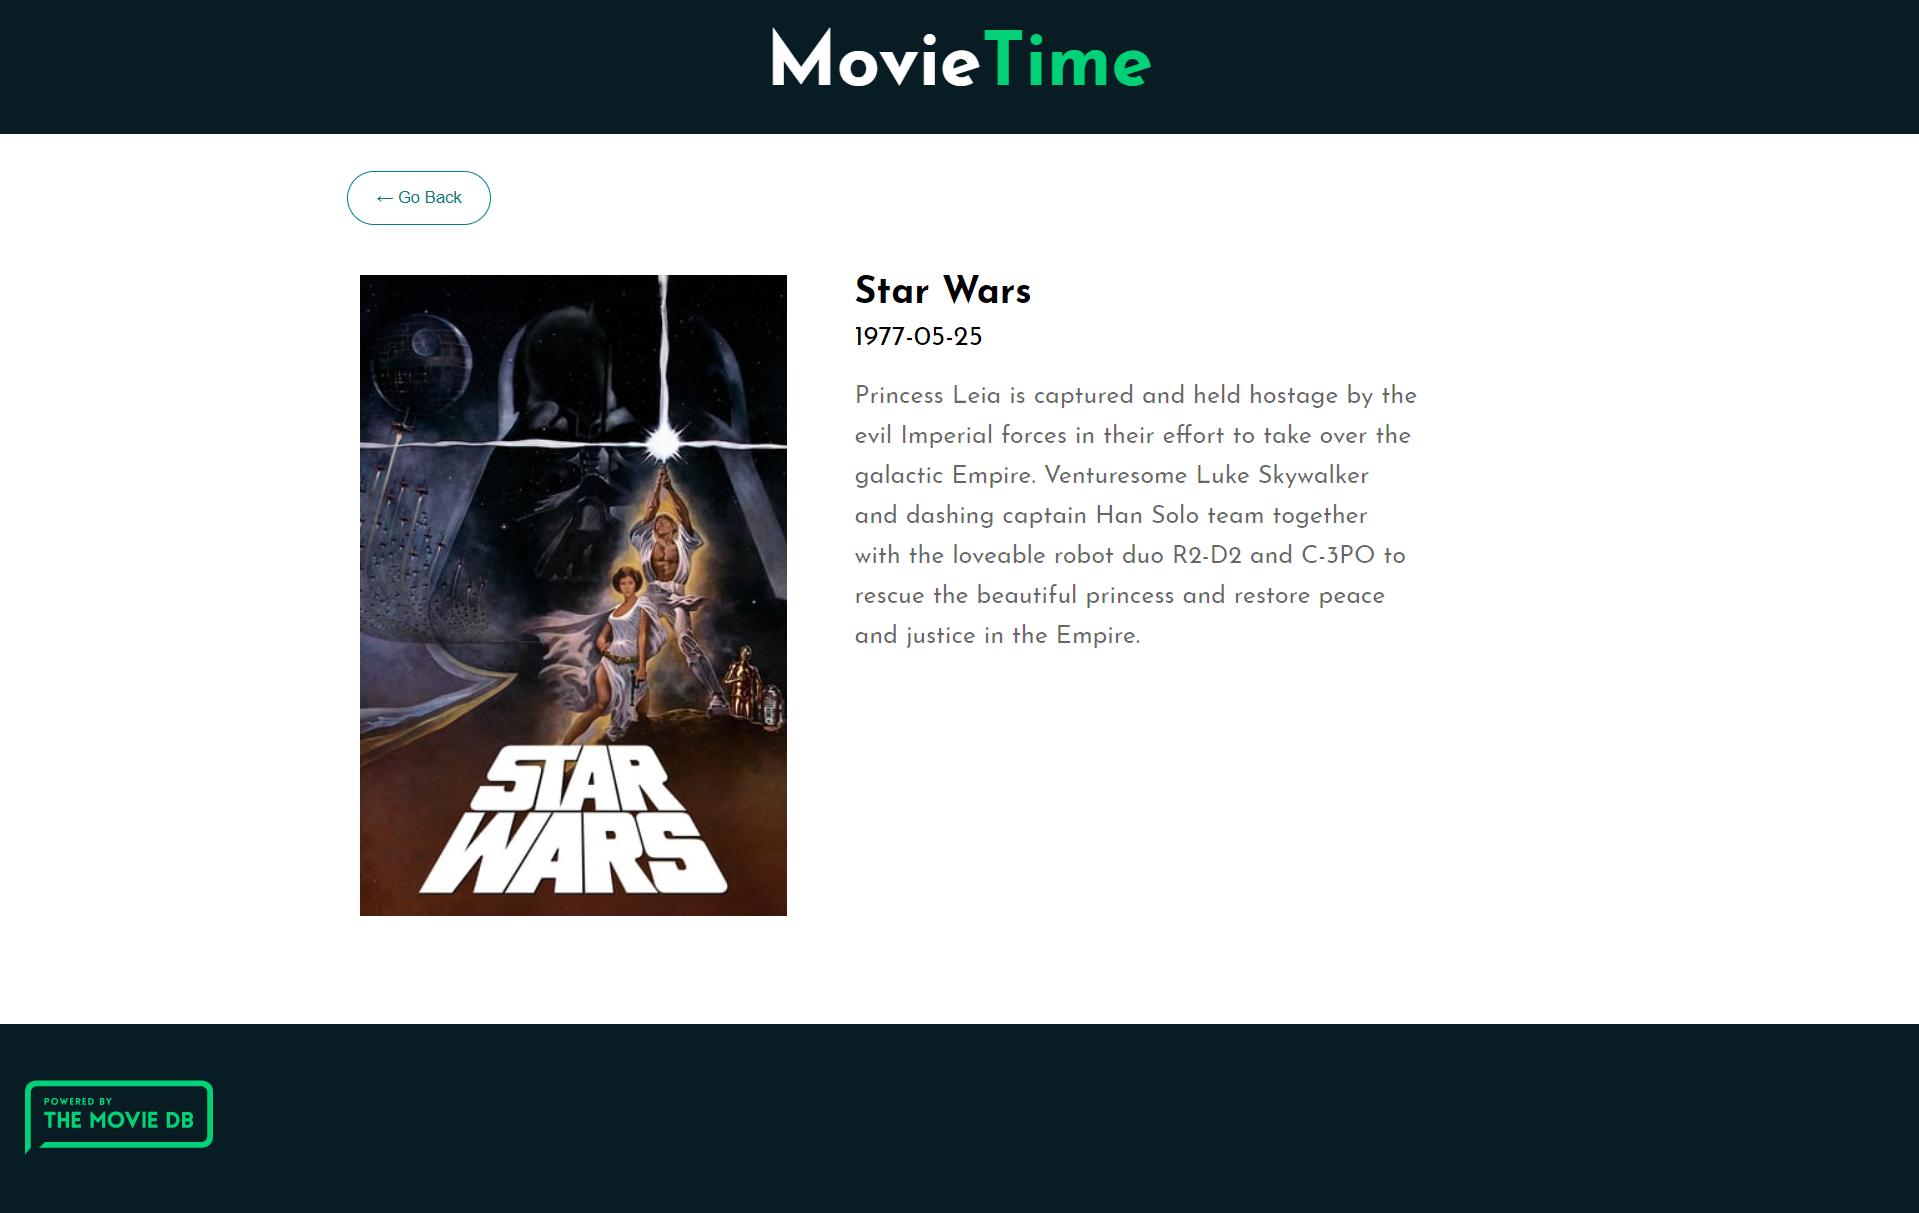 MovieTime
← Go Back
Star Wars
1977-05-25
Princess Leia is captured and held hostage by the
evil Imperial forces in their effort to take over the
galactic Empire. Venturesome Luke Skywalker
and dashing captain Han Solo team together
with the loveable robot duo R2-D2 and C-3PO to
rescue the beautiful princess and restore peace
and justice in the Empire.
STAR
WARS
POWERED BY
THE MOVIE DB